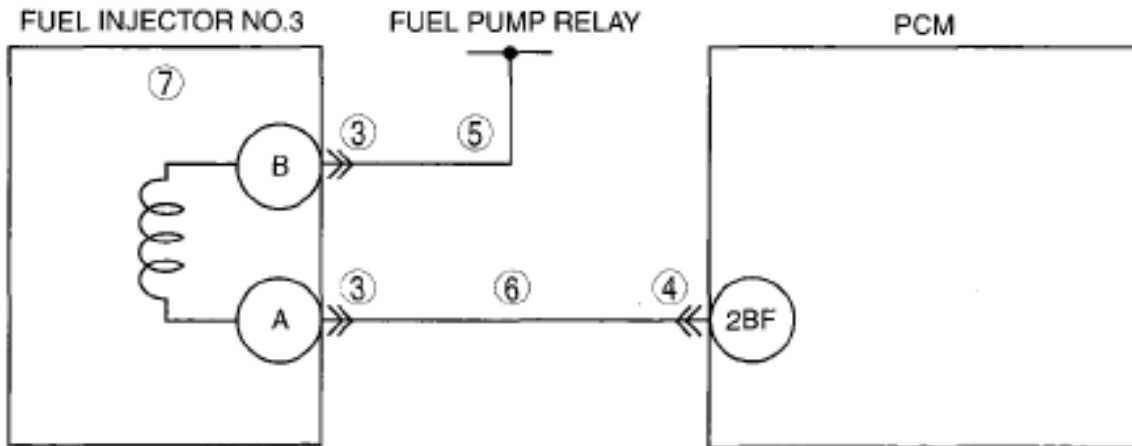 FUEL INJECTOR NO.3
FUEL PUMP RELAY
PCM
⑦
B
③
⑤
A
③
⑥
④
2BF